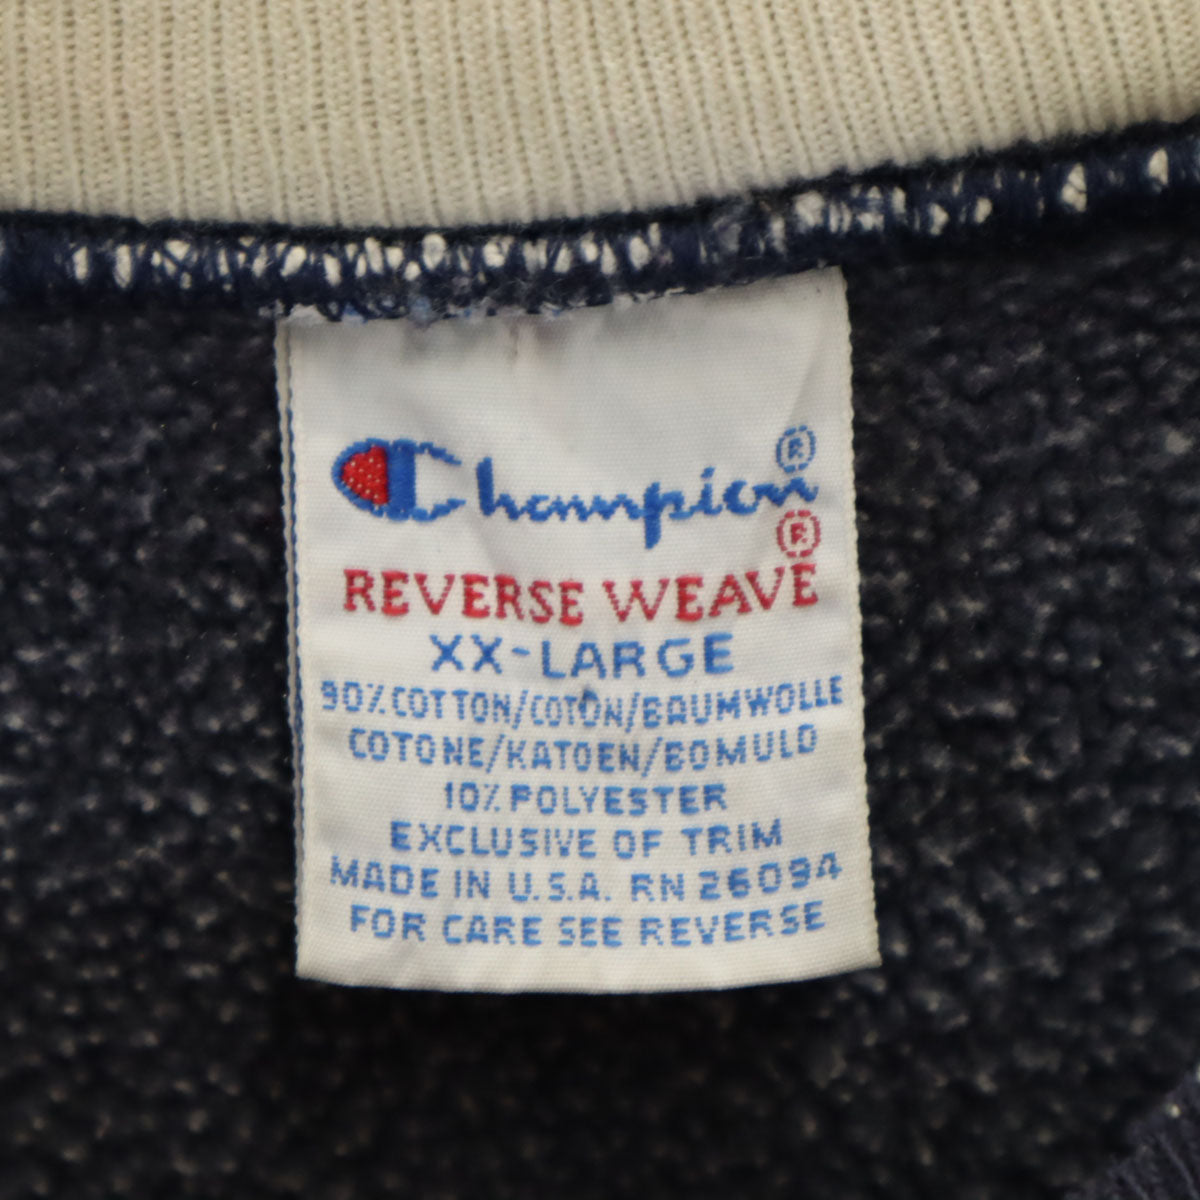 Champion®
®
REVERSE WEAVE
XX-LARGE
90% COTTON/COTON/BAUMWOLLE
COTONE/KATOEN/BOMULD
10% POLYESTER
EXCLUSIVE OF TRIM
MADE IN U.S.A. RN 26094
FOR CARE SEE REVERSE